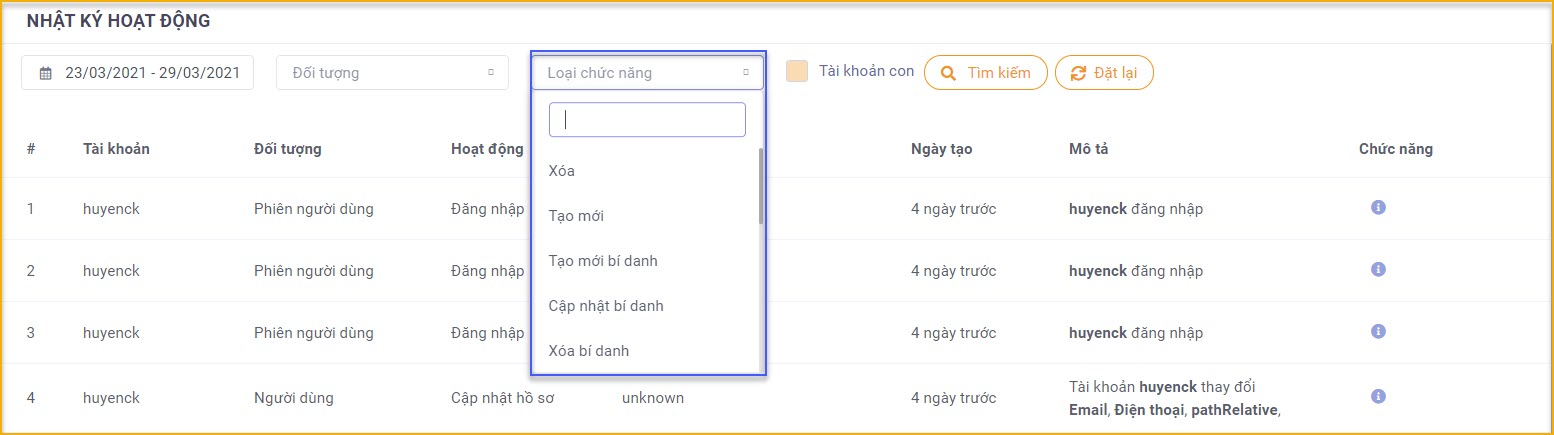 NHẬT KÝ HOẠT ĐỘNG
23/03/2021 - 29/03/2021 Đối tượng Loại chức năng Tài khoản con Tìm kiếm Đặt lại
# Tài khoản Đối tượng Hoạt động Ngày tạo Mô tả Chức năng
Xóa
1 huyenck Phiên người dùng Đăng nhập 4 ngày trước huyenck đăng nhập
Tạo mới
Tạo mới bí danh
2 huyenck Phiên người dùng Đăng nhập 4 ngày trước huyenck đăng nhập
Cập nhật bí danh
3 huyenck Phiên người dùng Đăng nhập 4 ngày trước huyenck đăng nhập
Xóa bí danh
4 huyenck Người dùng Cập nhật hồ sơ unknown 4 ngày trước Tài khoản huyenck thay đổi
Email, Điện thoại, pathRelative,